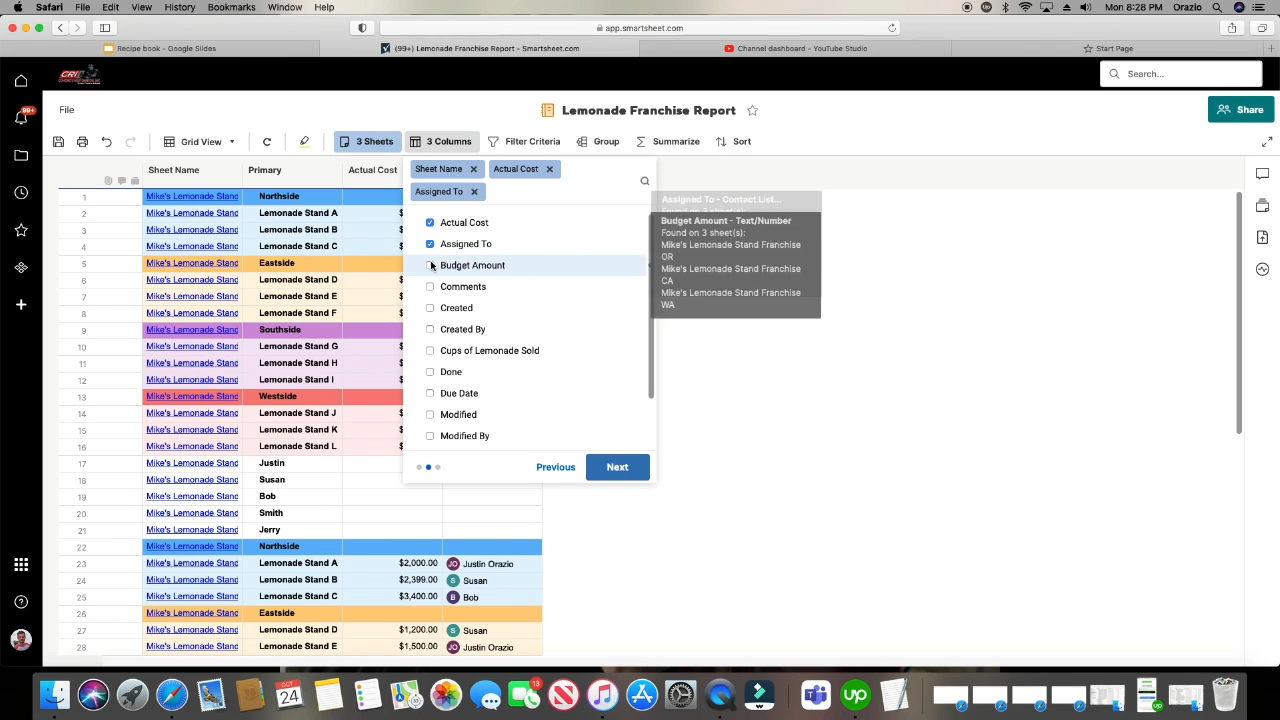 Safari File Edit View History Bookmarks Window Help
Mon 8:28 PM Orazio
app.smartsheet.com
Recipe book - Google Slides
(99+) Lemonade Franchise Report - Smartsheet.com
Channel dashboard - YouTube Studio
Start Page
CRI
Search...
99+
File
Lemonade Franchise Report
Share
Grid View
3 Sheets
3 Columns
Filter Criteria
Group
Summarize
Sort
Sheet Name Primary Actual Cost
Sheet Name Actual Cost
Assigned To
Actual Cost
Assigned To
Budget Amount
Comments
Created
Created By
Cups of Lemonade Sold
Done
Due Date
Modified
Modified By
Previous
Next
Assigned To - Contact List...
Found on 3 sheet(s):
Budget Amount - Text/Number
Found on 3 sheet(s):
Mike's Lemonade Stand Franchise
OR
Mike's Lemonade Stand Franchise
CA
Mike's Lemonade Stand Franchise
WA
1 Mike's Lemonade Stand Northside
2 Mike's Lemonade Stand Lemonade Stand A $
3 Mike's Lemonade Stand Lemonade Stand B $
4 Mike's Lemonade Stand Lemonade Stand C $
5 Mike's Lemonade Stand Eastside
6 Mike's Lemonade Stand Lemonade Stand D $
7 Mike's Lemonade Stand Lemonade Stand E $
8 Mike's Lemonade Stand Lemonade Stand F $
9 Mike's Lemonade Stand Southside
10 Mike's Lemonade Stand Lemonade Stand G $
11 Mike's Lemonade Stand Lemonade Stand H $
12 Mike's Lemonade Stand Lemonade Stand I $
13 Mike's Lemonade Stand Westside
14 Mike's Lemonade Stand Lemonade Stand J $
15 Mike's Lemonade Stand Lemonade Stand K $
16 Mike's Lemonade Stand Lemonade Stand L $
17 Mike's Lemonade Stand Justin
18 Mike's Lemonade Stand Susan
19 Mike's Lemonade Stand Bob
20 Mike's Lemonade Stand Smith
21 Mike's Lemonade Stand Jerry
22 Mike's Lemonade Stand Northside
23 Mike's Lemonade Stand Lemonade Stand A $2,000.00 JO Justin Orazio
24 Mike's Lemonade Stand Lemonade Stand B $2,399.00 S Susan
25 Mike's Lemonade Stand Lemonade Stand C $3,400.00 B Bob
26 Mike's Lemonade Stand Eastside
27 Mike's Lemonade Stand Lemonade Stand D $1,200.00 S Susan
28 Mike's Lemonade Stand Lemonade Stand E $1,500.00 JO Justin Orazio
OCT
24
13
up